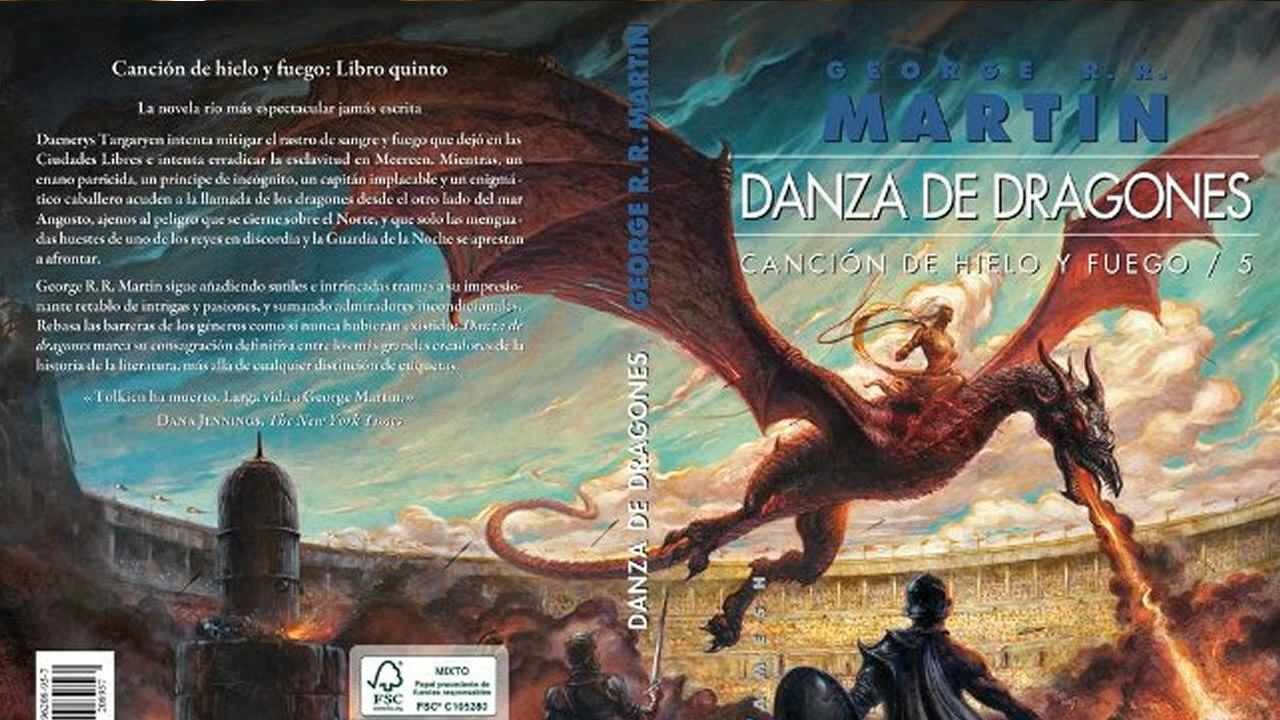 Canción de hielo y fuego: Libro quinto
La novela río más espectacular jamás escrita
Daenerys Targaryen intenta mitigar el rastro de sangre y fuego que dejó en las
Ciudades Libres e intenta erradicar la esclavitud en Meereen. Mientras, un
enano parricida, un príncipe de incógnito, un capitán implacable y un enigmá-
tico caballero acuden a la llamada de los dragones desde el otro lado del mar
Angosto, ajenos al peligro que se cierne sobre el Norte, y que solo las mengua-
das huestes de uno de los reyes en discordia y la Guardia de la Noche se aprestan
a afrontar.
George R. R. Martin sigue añadiendo sutiles e intrincadas tramas a su impresio-
nante retablo de intrigas y pasiones, y sumando admiradores incondicionales.
Rebasa las barreras de los géneros como si nunca hubieran existido: Danza de
dragones marca su consagración definitiva entre los más grandes creadores de la
historia de la literatura, más allá de cualquier distinción de etiquetas.
«Tolkien ha muerto. Larga vida a George Martin.»
DANA JENNINGS, The New York Times
FSC
MIXTO
Papel procedente de
fuentes responsables
FSC® C105280
GEORGE R. R. MARTIN
DANZA DE DRAGONES
GEORGE R. R.
MARTIN
DANZA DE DRAGONES
CANCIÓN DE HIELO Y FUEGO / 5